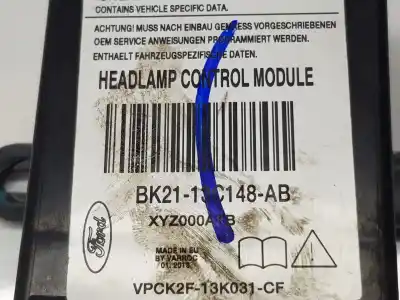 CONTAINS VEHICLE SPECIFIC DATA.
ACHTUNG! MUSS NACH EINBAU GEMAESS VORGESCHRIEBENEN
OEM SERVICE ANWEISUNGEN PROGRAMMIERT WERDEN.
ENTHAELT FAHRZEUGSPEZIFISCHE DATEN.
HEADLAMP CONTROL MODULE
BK21-13C148-AB
Ford
MADE IN EU
BY VARROC
VPCK2F-13K031-CF